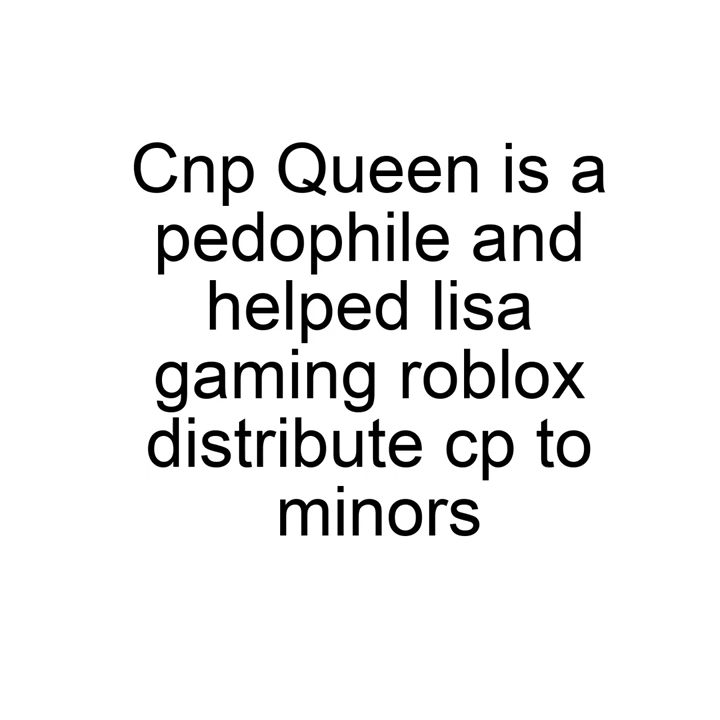 Cnp Queen is a
pedophile and
helped lisa
gaming roblox
distribute cp to
minors